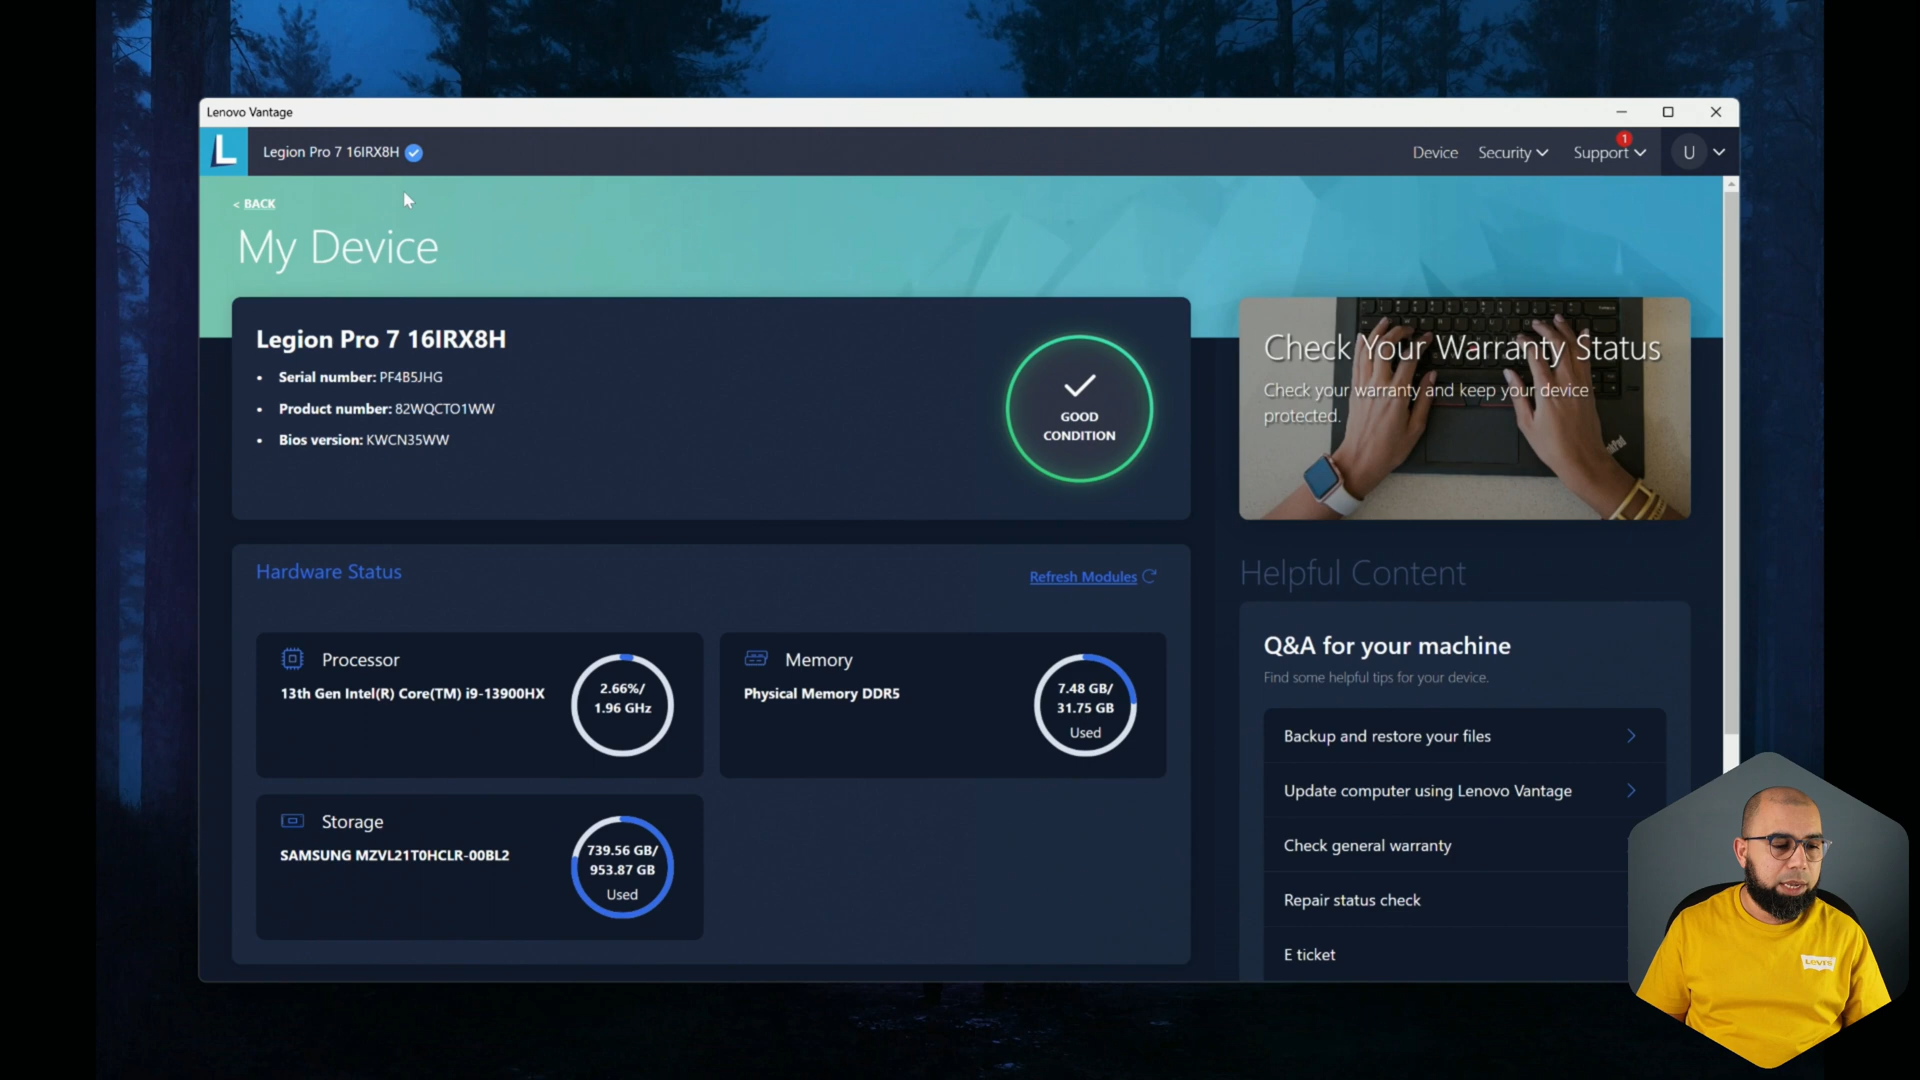 Lenovo Vantage
L
Legion Pro 7 16IRX8H
Device
Security
Support
1
U
< BACK
My Device
Legion Pro 7 16IRX8H
• Serial number: PF4B5JHG
• Product number: 82WQCTO1WW
• Bios version: KWCN35WW
GOOD
CONDITION
Check Your Warranty Status
Check your warranty and keep your device
protected.
ThinkPad
Hardware Status
Refresh Modules
Processor
13th Gen Intel(R) Core(TM) i9-13900HX
2.66%/
1.96 GHz
Memory
Physical Memory DDR5
7.48 GB/
31.75 GB
Used
Storage
SAMSUNG MZVL21T0HCLR-00BL2
739.56 GB/
953.87 GB
Used
Helpful Content
Q&A for your machine
Find some helpful tips for your device.
Backup and restore your files
Update computer using Lenovo Vantage
Check general warranty
Repair status check
E ticket
Levi's